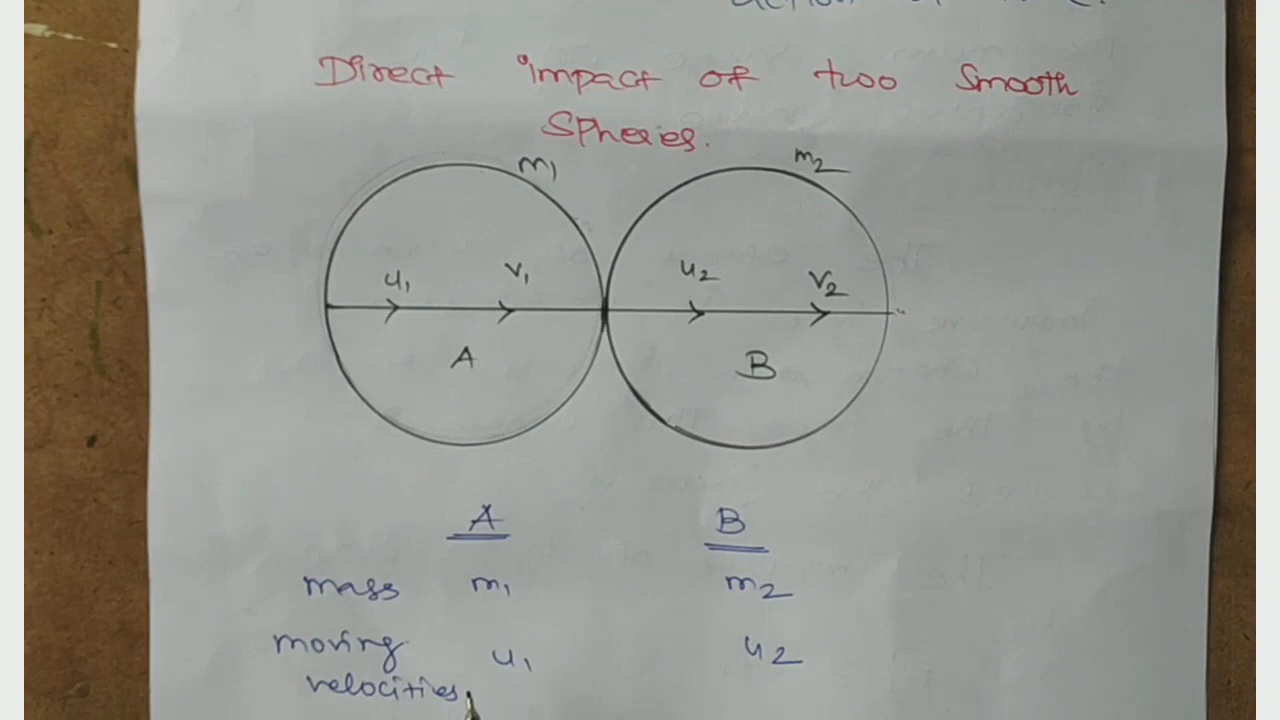 Direct impact of two Smooth
Spheres.
m1 m2
u1 v1 u2 v2
A B
A B
mass m1 m2
moving u1 u2
velocities